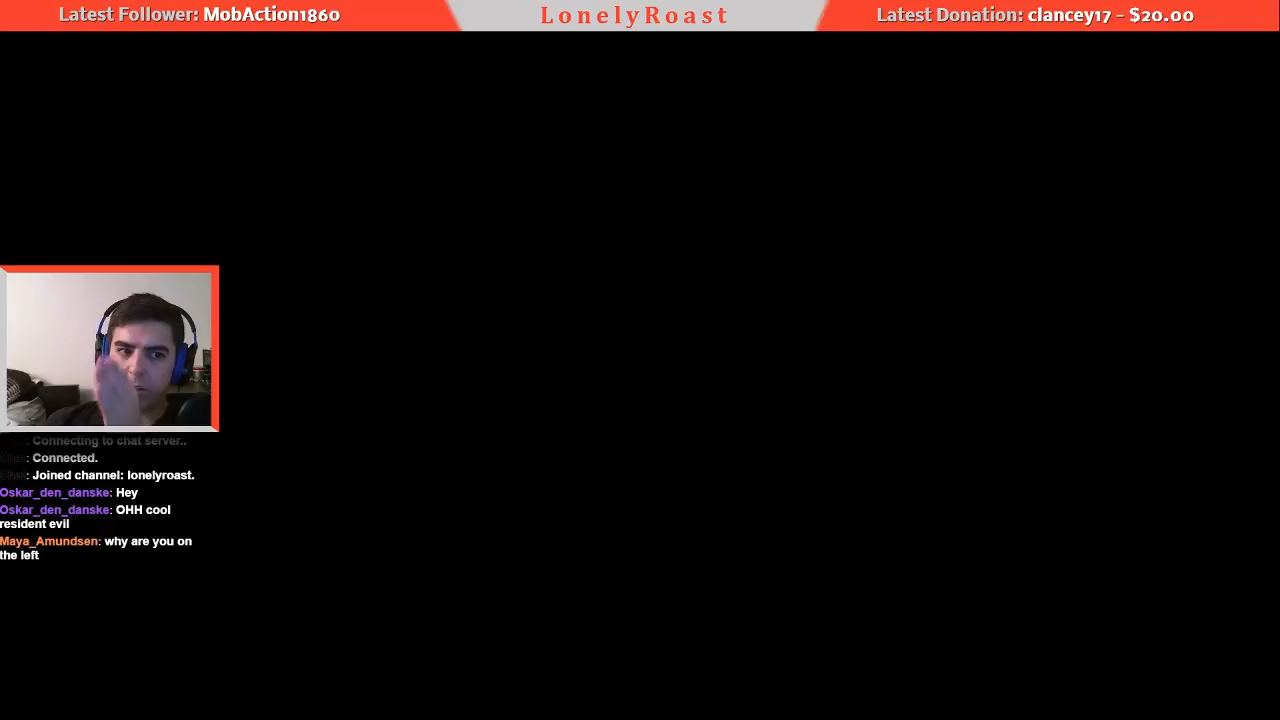 Latest Follower: MobAction1860
LonelyRoast
Latest Donation: clancey17 - $20.00
: Connecting to chat server..
: Connected.
: Joined channel: lonelyroast.
Oskar_den_danske: Hey
Oskar_den_danske: OHH cool
resident evil
Maya_Amundsen: why are you on
the left